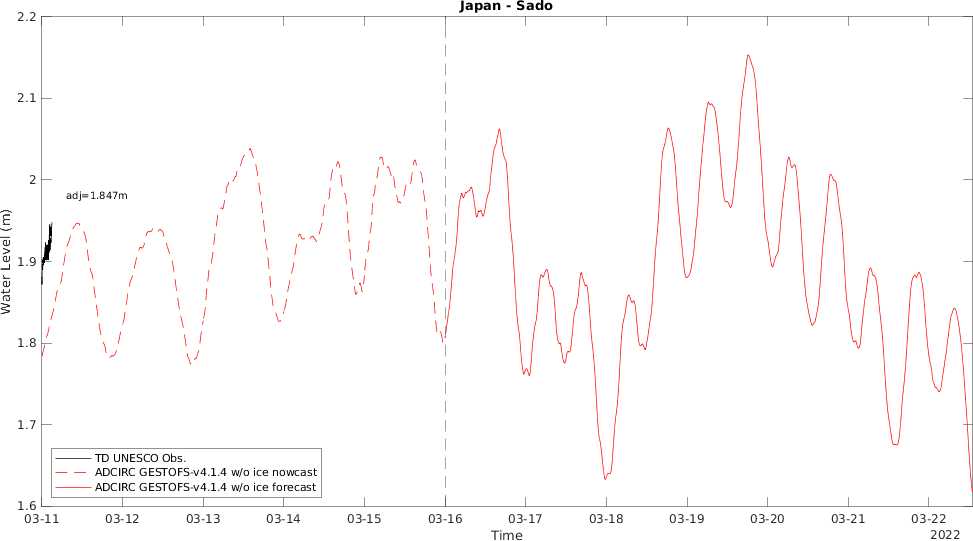 Japan - Sado
2.2
2.1
2
1.9
1.8
1.7
1.6
Water Level (m)
adj=1.847m
TD UNESCO Obs.
ADCIRC GESTOFS-v4.1.4 w/o ice nowcast
ADCIRC GESTOFS-v4.1.4 w/o ice forecast
03-11 03-12 03-13 03-14 03-15 03-16 03-17 03-18 03-19 03-20 03-21 03-22
2022
Time